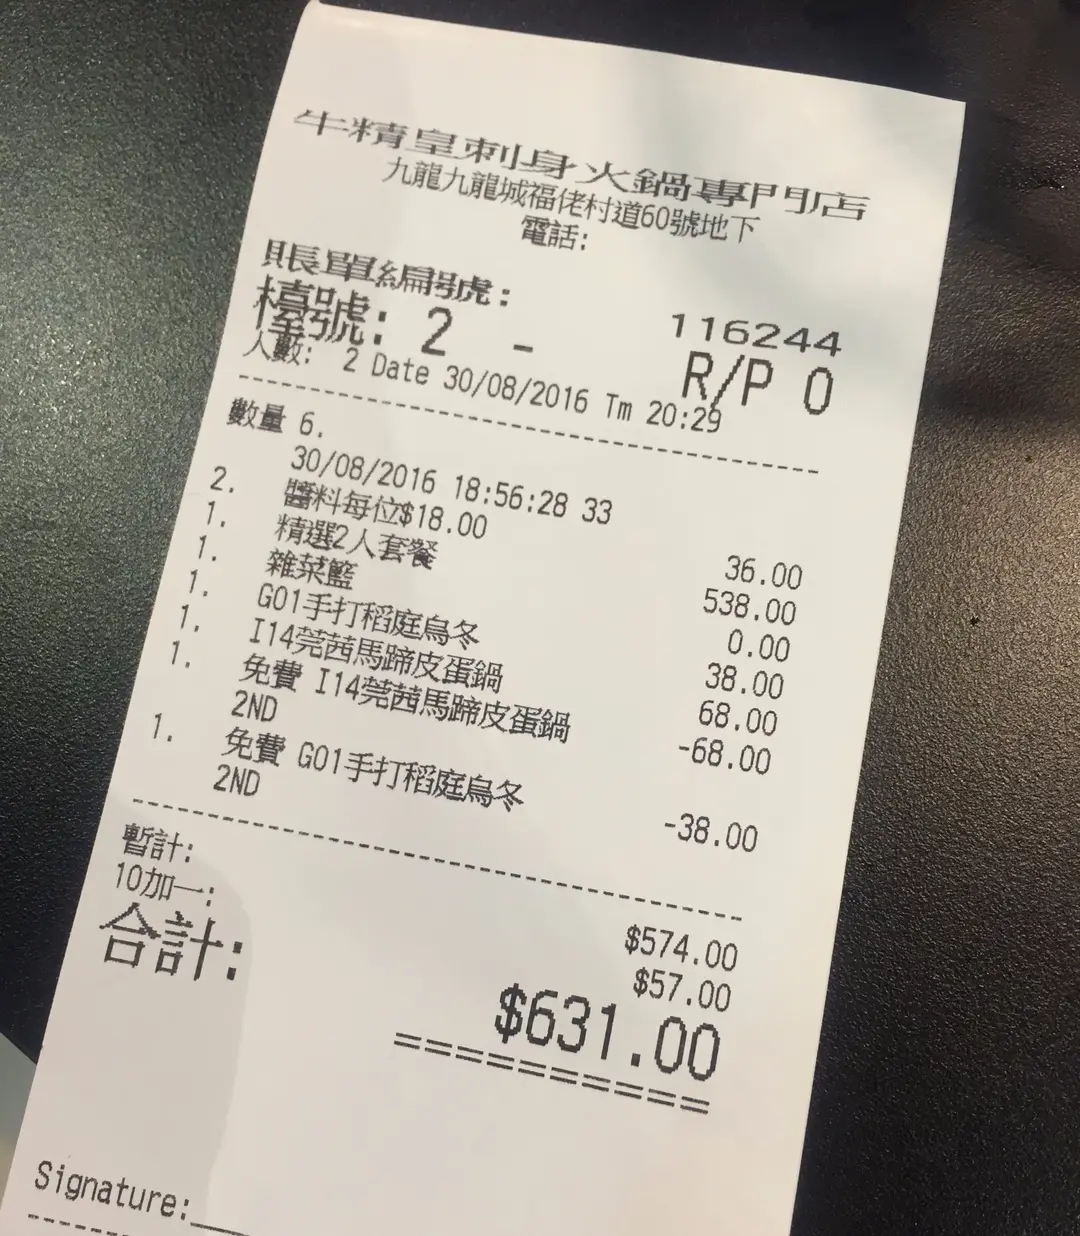 牛精皇刺身火鍋專門店
九龍九龍城福佬村道60號地下
電話:
賬單編號: 116244
檯號: 2 - R/P 0
人數: 2 Date 30/08/2016 Tm 20:29
數量 6.
30/08/2016 18:56:28 33
2. 醬料每位$18.00 36.00
1. 精選2人套餐 538.00
1. 雜菜籃 0.00
1. G01手打稻庭烏冬 38.00
1. I14莞茜馬蹄皮蛋鍋 68.00
1. 免費 I14莞茜馬蹄皮蛋鍋 -68.00
2ND
1. 免費 G01手打稻庭烏冬 -38.00
2ND
暫計: $574.00
10加一: $57.00
合計: $631.00
==========
Signature: